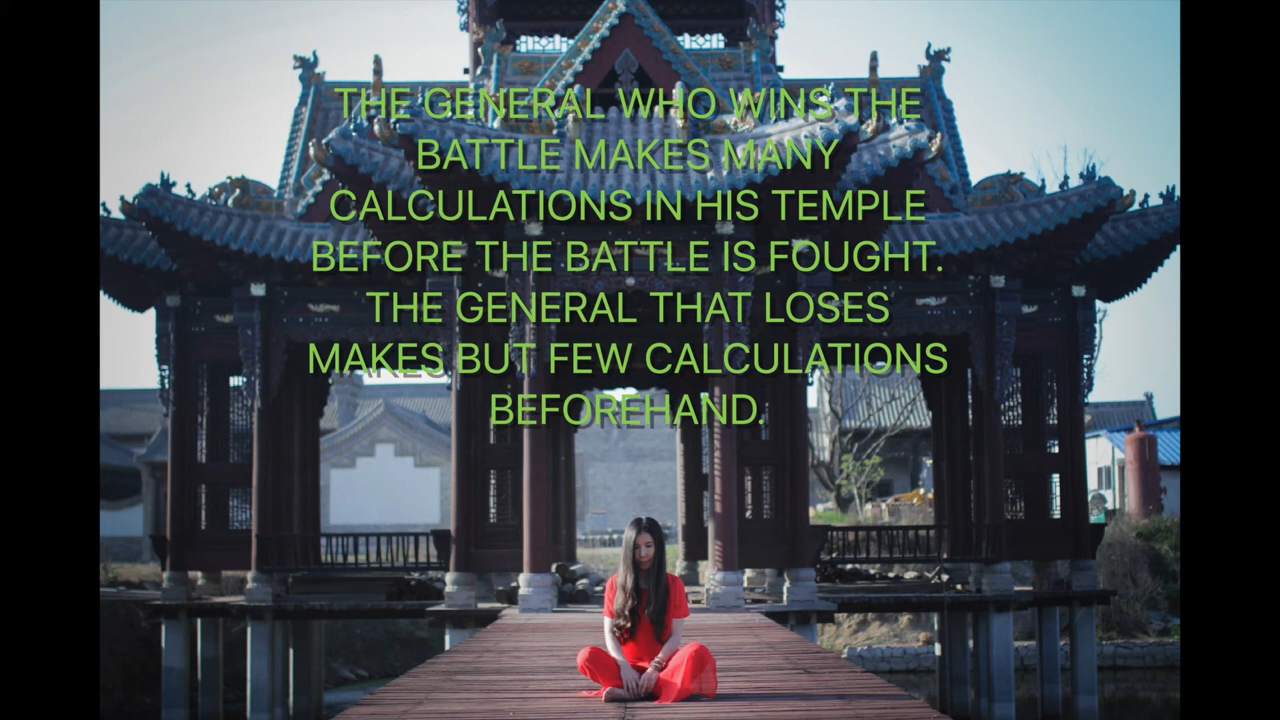 THE GENERAL WHO WINS THE
BATTLE MAKES MANY
CALCULATIONS IN HIS TEMPLE
BEFORE THE BATTLE IS FOUGHT.
THE GENERAL THAT LOSES
MAKES BUT FEW CALCULATIONS
BEFOREHAND.